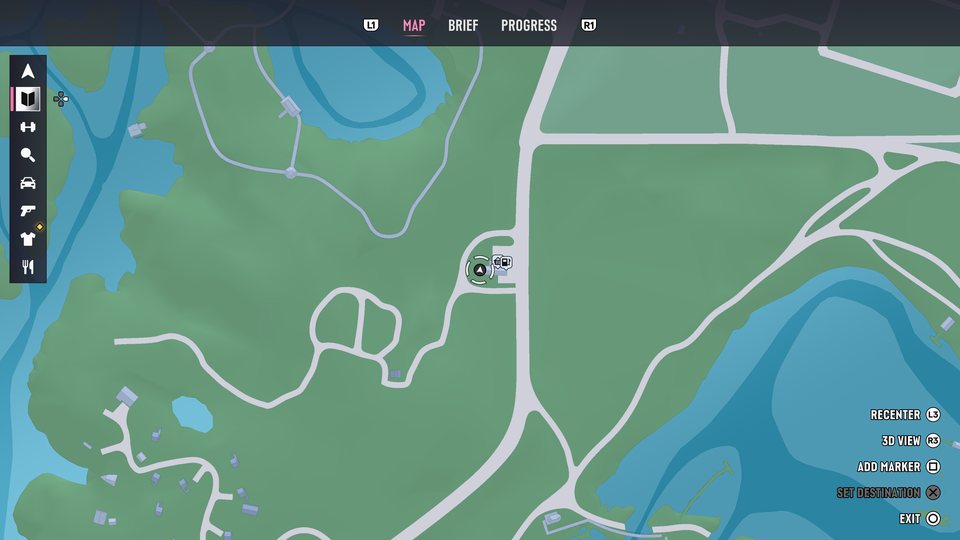 L1 MAP BRIEF PROGRESS R1
RECENTER L3
3D VIEW R3
ADD MARKER
SET DESTINATION
EXIT